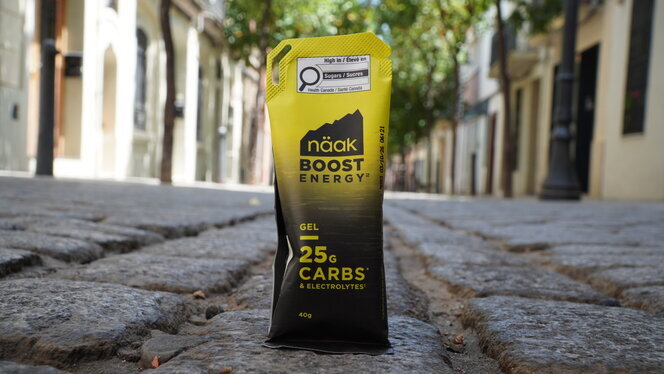 High in / Élevé en
Sugars / Sucres
Health Canada / Santé Canada
näak
BOOST
ENERGY
GEL
25G
CARBS*
& ELECTROLYTES
40g